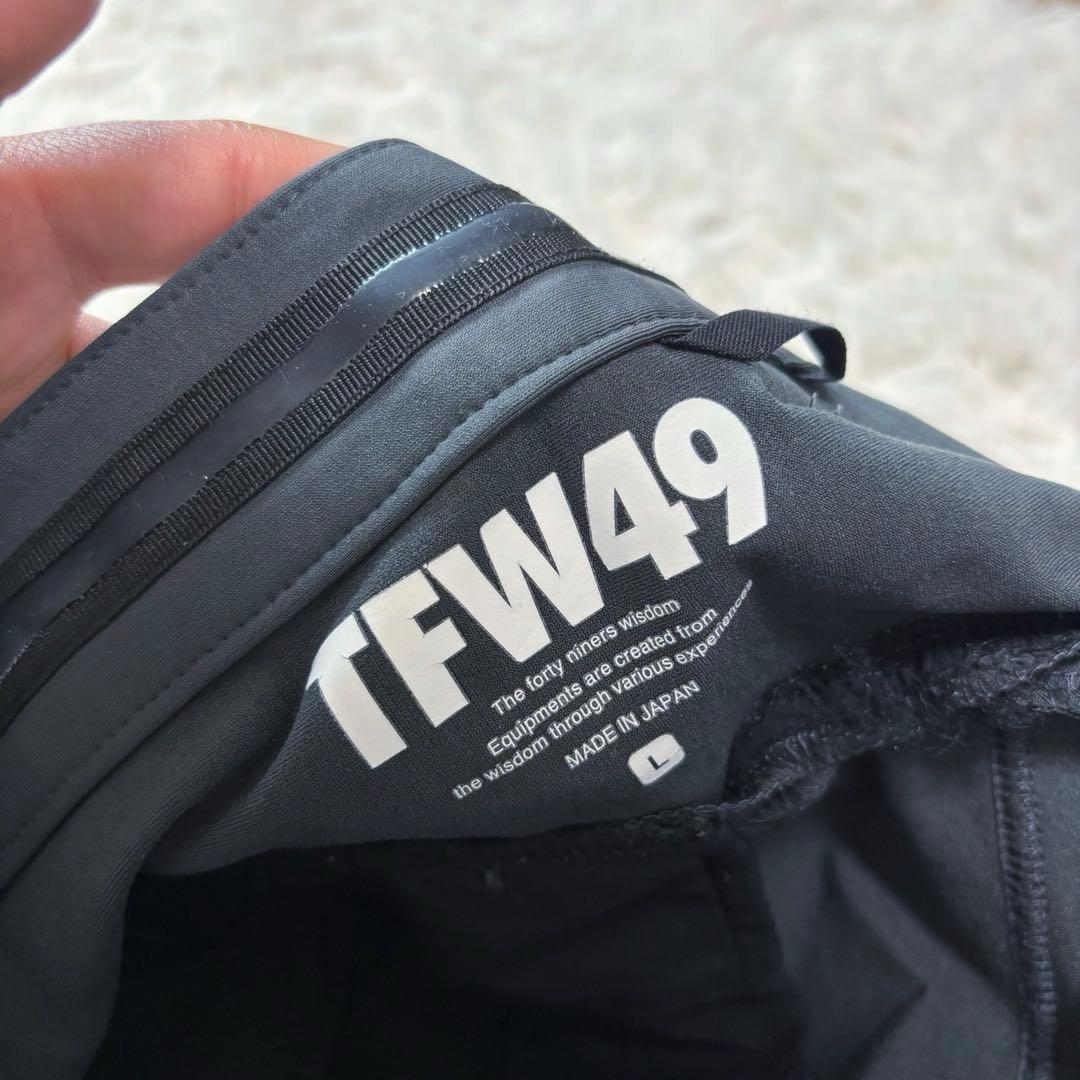 TFW49
The forty niners wisdom
Equipments are created from
the wisdom through various experiences
MADE IN JAPAN
L